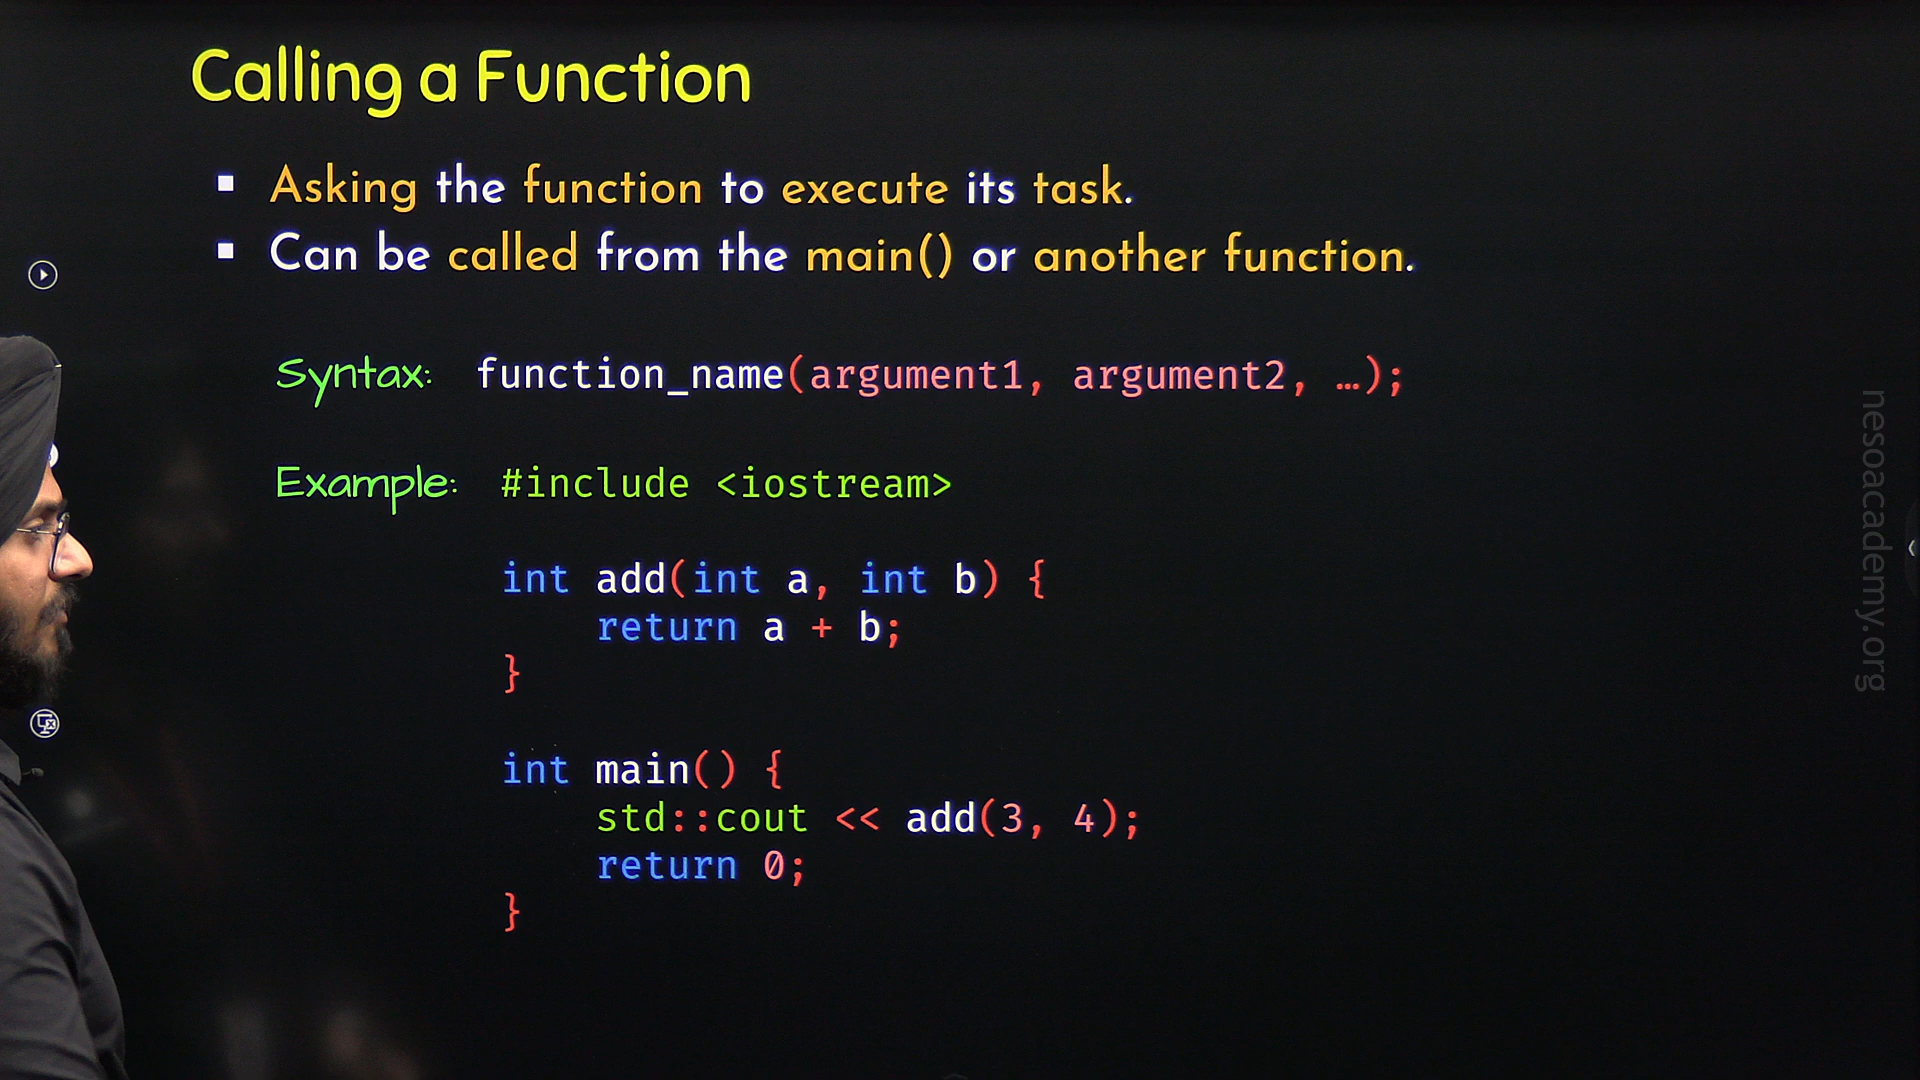 Calling a Function
▪ Asking the function to execute its task.
▪ Can be called from the main() or another function.
Syntax: function_name(argument1, argument2, …);
Example: #include <iostream>
int add(int a, int b) {
return a + b;
}
int main() {
std::cout << add(3, 4);
return 0;
}
nesoacademy.org